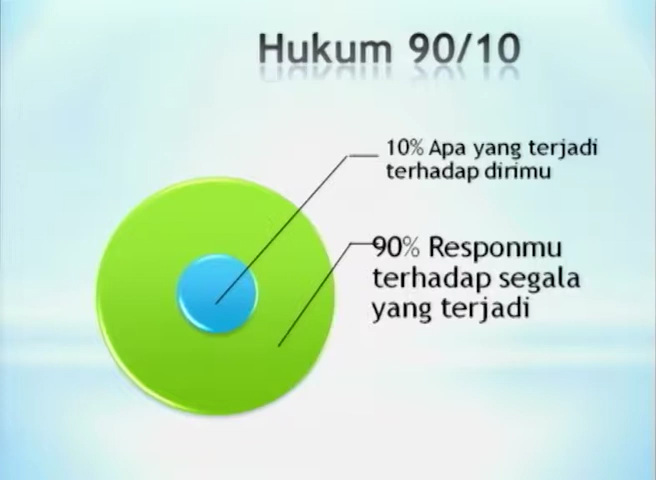 Hukum 90/10
10% Apa yang terjadi
terhadap dirimu
90% Responmu
terhadap segala
yang terjadi